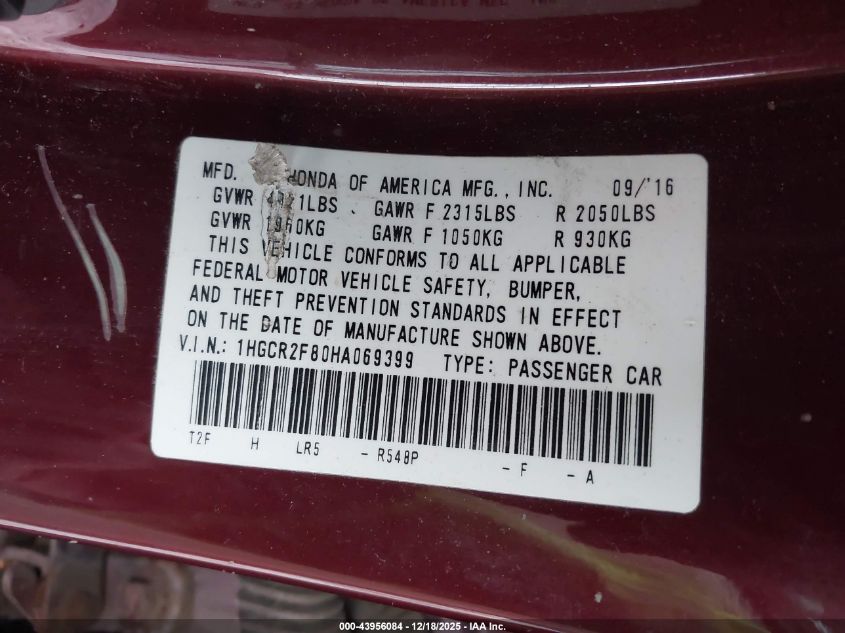 MFD. HONDA OF AMERICA MFG., INC. 09/'16
GVWR LBS GAWR F 2315LBS R 2050LBS
GVWR KG GAWR F 1050KG R 930KG
THIS VEHICLE CONFORMS TO ALL APPLICABLE
FEDERAL MOTOR VEHICLE SAFETY, BUMPER,
AND THEFT PREVENTION STANDARDS IN EFFECT
ON THE DATE OF MANUFACTURE SHOWN ABOVE.
V.I.N.: 1HGCR2F80HA069399 TYPE: PASSENGER CAR
T2F H LR5 - R548P - F - A
000-43956084 - 12/18/2025 - IAA, Inc.